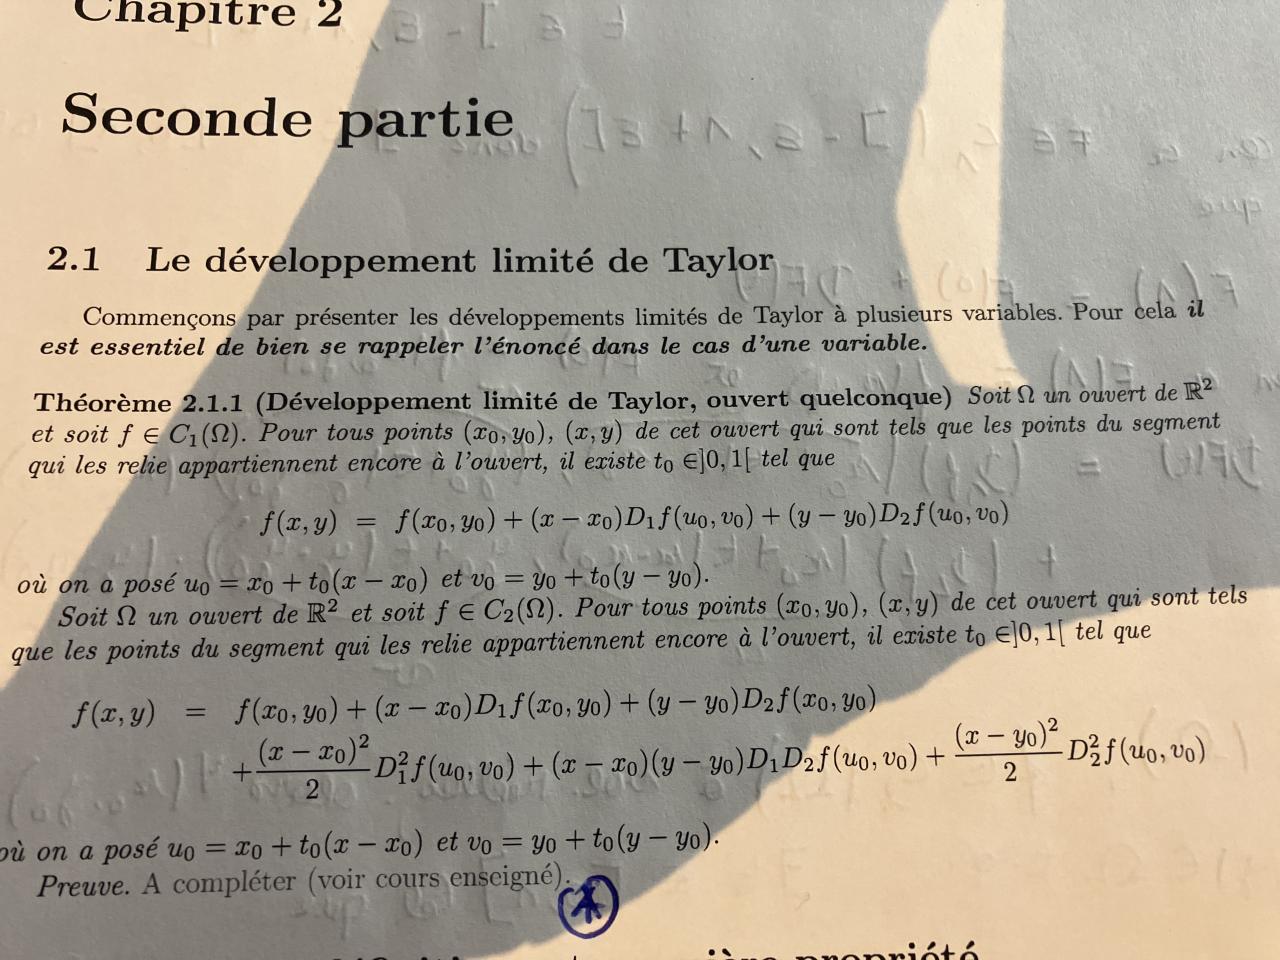 Chapitre 2
Seconde partie
2.1 Le développement limité de Taylor
Commençons par présenter les développements limités de Taylor à plusieurs variables. Pour cela il
est essentiel de bien se rappeler l'énoncé dans le cas d'une variable.
Théorème 2.1.1 (Développement limité de Taylor, ouvert quelconque) Soit Ω un ouvert de ℝ²
et soit f ∈ C₁(Ω). Pour tous points (x₀, y₀), (x, y) de cet ouvert qui sont tels que les points du segment
qui les relie appartiennent encore à l'ouvert, il existe t₀ ∈]0, 1[ tel que
f(x, y) = f(x₀, y₀) + (x − x₀)D₁f(u₀, v₀) + (y − y₀)D₂f(u₀, v₀)
où on a posé u₀ = x₀ + t₀(x − x₀) et v₀ = y₀ + t₀(y − y₀).
Soit Ω un ouvert de ℝ² et soit f ∈ C₂(Ω). Pour tous points (x₀, y₀), (x, y) de cet ouvert qui sont tels
que les points du segment qui les relie appartiennent encore à l'ouvert, il existe t₀ ∈]0, 1[ tel que
f(x, y) = f(x₀, y₀) + (x − x₀)D₁f(x₀, y₀) + (y − y₀)D₂f(x₀, y₀)
+ (x − x₀)²/2 D₁²f(u₀, v₀) + (x − x₀)(y − y₀)D₁D₂f(u₀, v₀) + (x − y₀)²/2 D₂²f(u₀, v₀)
où on a posé u₀ = x₀ + t₀(x − x₀) et v₀ = y₀ + t₀(y − y₀).
Preuve. A compléter (voir cours enseigné).